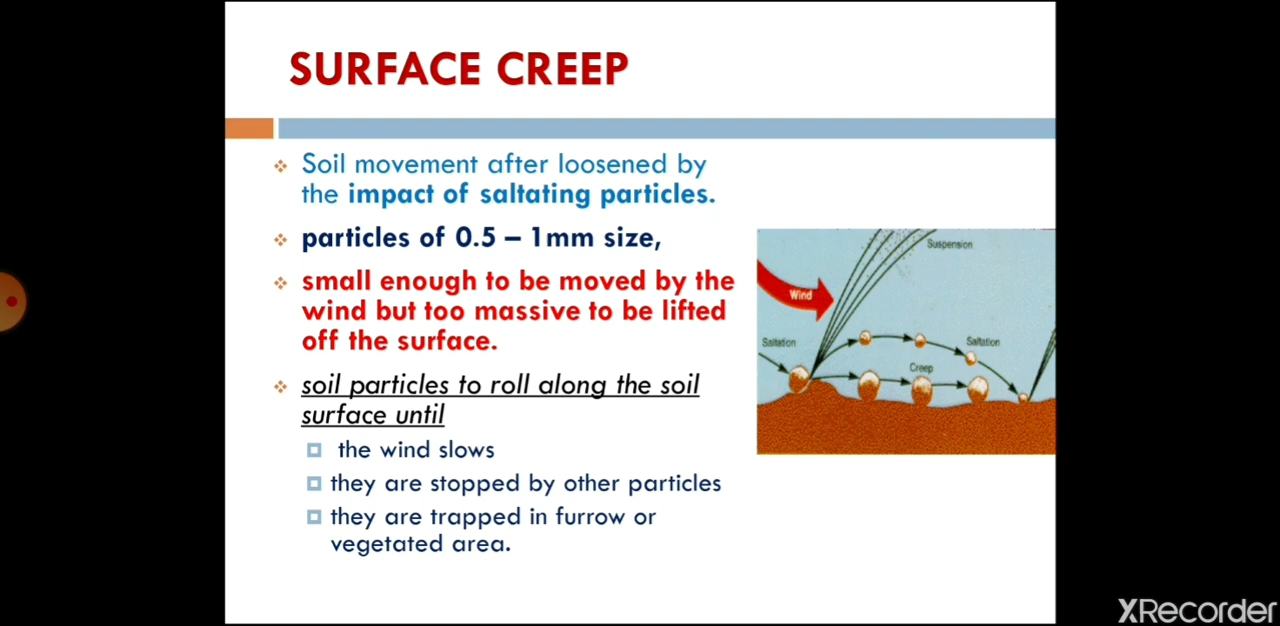 SURFACE CREEP
Soil movement after loosened by
the impact of saltating particles.
particles of 0.5 – 1mm size,
small enough to be moved by the
wind but too massive to be lifted
off the surface.
soil particles to roll along the soil
surface until
the wind slows
they are stopped by other particles
they are trapped in furrow or
vegetated area.
Suspension
Wind
Saltation
Saltation
Creep
XRecorder